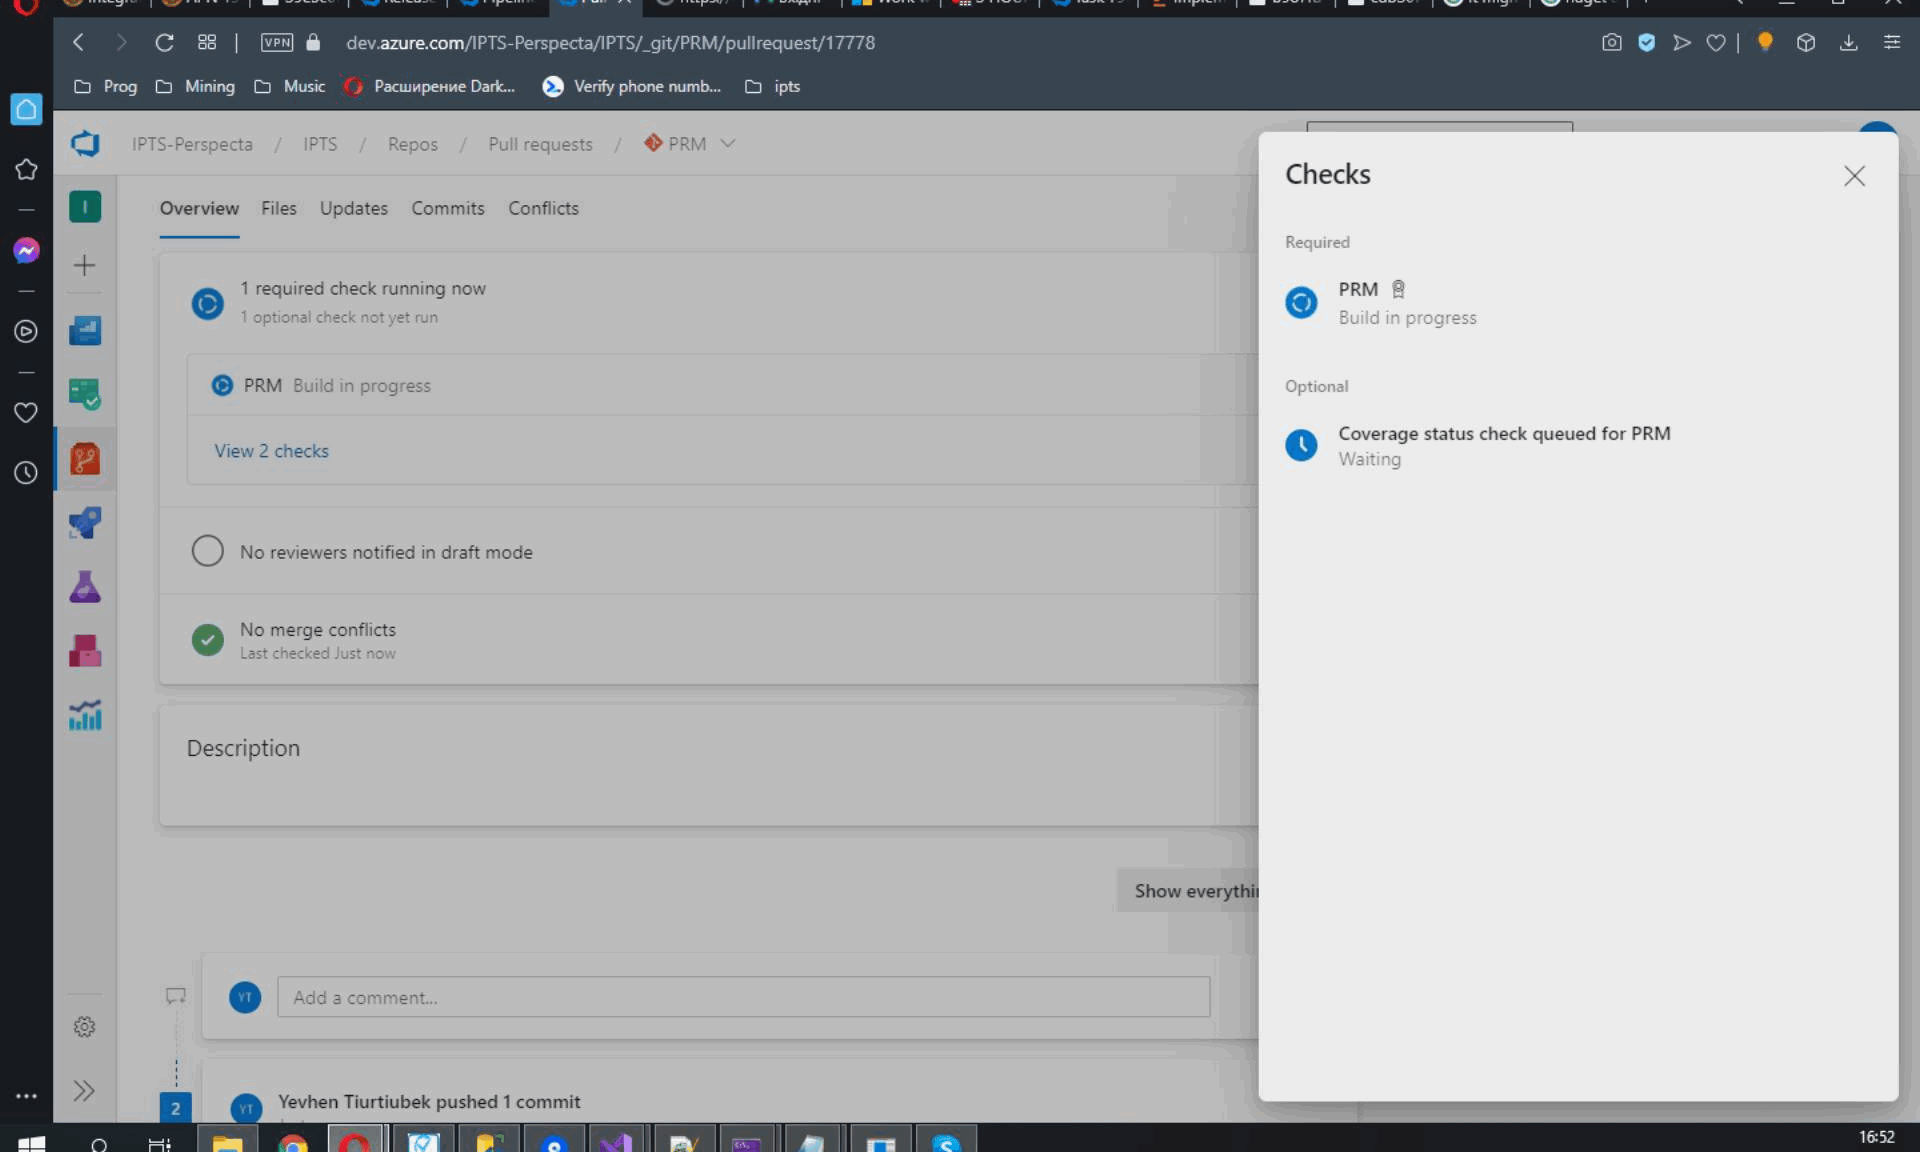 VPN
dev.azure.com/IPTS-Perspecta/IPTS/_git/PRM/pullrequest/17778
Prog
Mining
Music
Расширение Dark...
Verify phone numb...
ipts
IPTS-Perspecta / IPTS / Repos / Pull requests / PRM
I
Overview Files Updates Commits Conflicts
1 required check running now
1 optional check not yet run
PRM Build in progress
View 2 checks
No reviewers notified in draft mode
No merge conflicts
Last checked Just now
Description
Show everythi
YT
Add a comment...
2
YT
Yevhen Tiurtiubek pushed 1 commit
Checks
Required
PRM
Build in progress
Optional
Coverage status check queued for PRM
Waiting
16:52